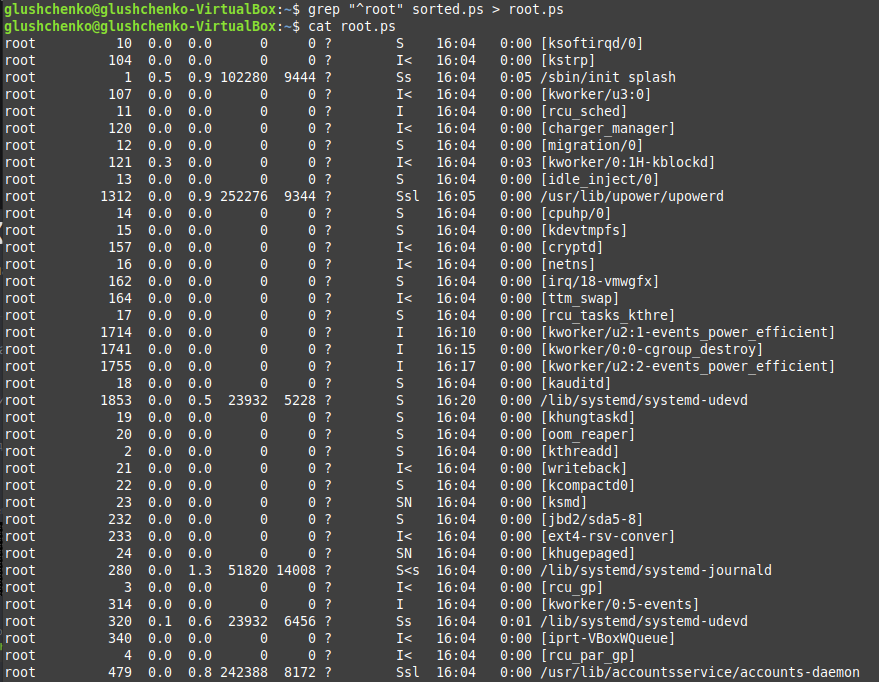 glushchenko@glushchenko-VirtualBox:~$ grep "^root" sorted.ps > root.ps
glushchenko@glushchenko-VirtualBox:~$ cat root.ps
root 10 0.0 0.0 0 0 ? S 16:04 0:00 [ksoftirqd/0]
root 104 0.0 0.0 0 0 ? I< 16:04 0:00 [kstrp]
root 1 0.5 0.9 102280 9444 ? Ss 16:04 0:05 /sbin/init splash
root 107 0.0 0.0 0 0 ? I< 16:04 0:00 [kworker/u3:0]
root 11 0.0 0.0 0 0 ? I 16:04 0:00 [rcu_sched]
root 120 0.0 0.0 0 0 ? I< 16:04 0:00 [charger_manager]
root 12 0.0 0.0 0 0 ? S 16:04 0:00 [migration/0]
root 121 0.3 0.0 0 0 ? I< 16:04 0:03 [kworker/0:1H-kblockd]
root 13 0.0 0.0 0 0 ? S 16:04 0:00 [idle_inject/0]
root 1312 0.0 0.9 252276 9344 ? Ssl 16:05 0:00 /usr/lib/upower/upowerd
root 14 0.0 0.0 0 0 ? S 16:04 0:00 [cpuhp/0]
root 15 0.0 0.0 0 0 ? S 16:04 0:00 [kdevtmpfs]
root 157 0.0 0.0 0 0 ? I< 16:04 0:00 [cryptd]
root 16 0.0 0.0 0 0 ? I< 16:04 0:00 [netns]
root 162 0.0 0.0 0 0 ? S 16:04 0:00 [irq/18-vmwgfx]
root 164 0.0 0.0 0 0 ? I< 16:04 0:00 [ttm_swap]
root 17 0.0 0.0 0 0 ? S 16:04 0:00 [rcu_tasks_kthre]
root 1714 0.0 0.0 0 0 ? I 16:10 0:00 [kworker/u2:1-events_power_efficient]
root 1741 0.0 0.0 0 0 ? I 16:15 0:00 [kworker/0:0-cgroup_destroy]
root 1755 0.0 0.0 0 0 ? I 16:17 0:00 [kworker/u2:2-events_power_efficient]
root 18 0.0 0.0 0 0 ? S 16:04 0:00 [kauditd]
root 1853 0.0 0.5 23932 5228 ? S 16:20 0:00 /lib/systemd/systemd-udevd
root 19 0.0 0.0 0 0 ? S 16:04 0:00 [khungtaskd]
root 20 0.0 0.0 0 0 ? S 16:04 0:00 [oom_reaper]
root 2 0.0 0.0 0 0 ? S 16:04 0:00 [kthreadd]
root 21 0.0 0.0 0 0 ? I< 16:04 0:00 [writeback]
root 22 0.0 0.0 0 0 ? S 16:04 0:00 [kcompactd0]
root 23 0.0 0.0 0 0 ? SN 16:04 0:00 [ksmd]
root 232 0.0 0.0 0 0 ? S 16:04 0:00 [jbd2/sda5-8]
root 233 0.0 0.0 0 0 ? I< 16:04 0:00 [ext4-rsv-conver]
root 24 0.0 0.0 0 0 ? SN 16:04 0:00 [khugepaged]
root 280 0.0 1.3 51820 14008 ? S<s 16:04 0:00 /lib/systemd/systemd-journald
root 3 0.0 0.0 0 0 ? I< 16:04 0:00 [rcu_gp]
root 314 0.0 0.0 0 0 ? I 16:04 0:00 [kworker/0:5-events]
root 320 0.1 0.6 23932 6456 ? Ss 16:04 0:01 /lib/systemd/systemd-udevd
root 340 0.0 0.0 0 0 ? I< 16:04 0:00 [iprt-VBoxWQueue]
root 4 0.0 0.0 0 0 ? I< 16:04 0:00 [rcu_par_gp]
root 479 0.0 0.8 242388 8172 ? Ssl 16:04 0:00 /usr/lib/accountsservice/accounts-daemon